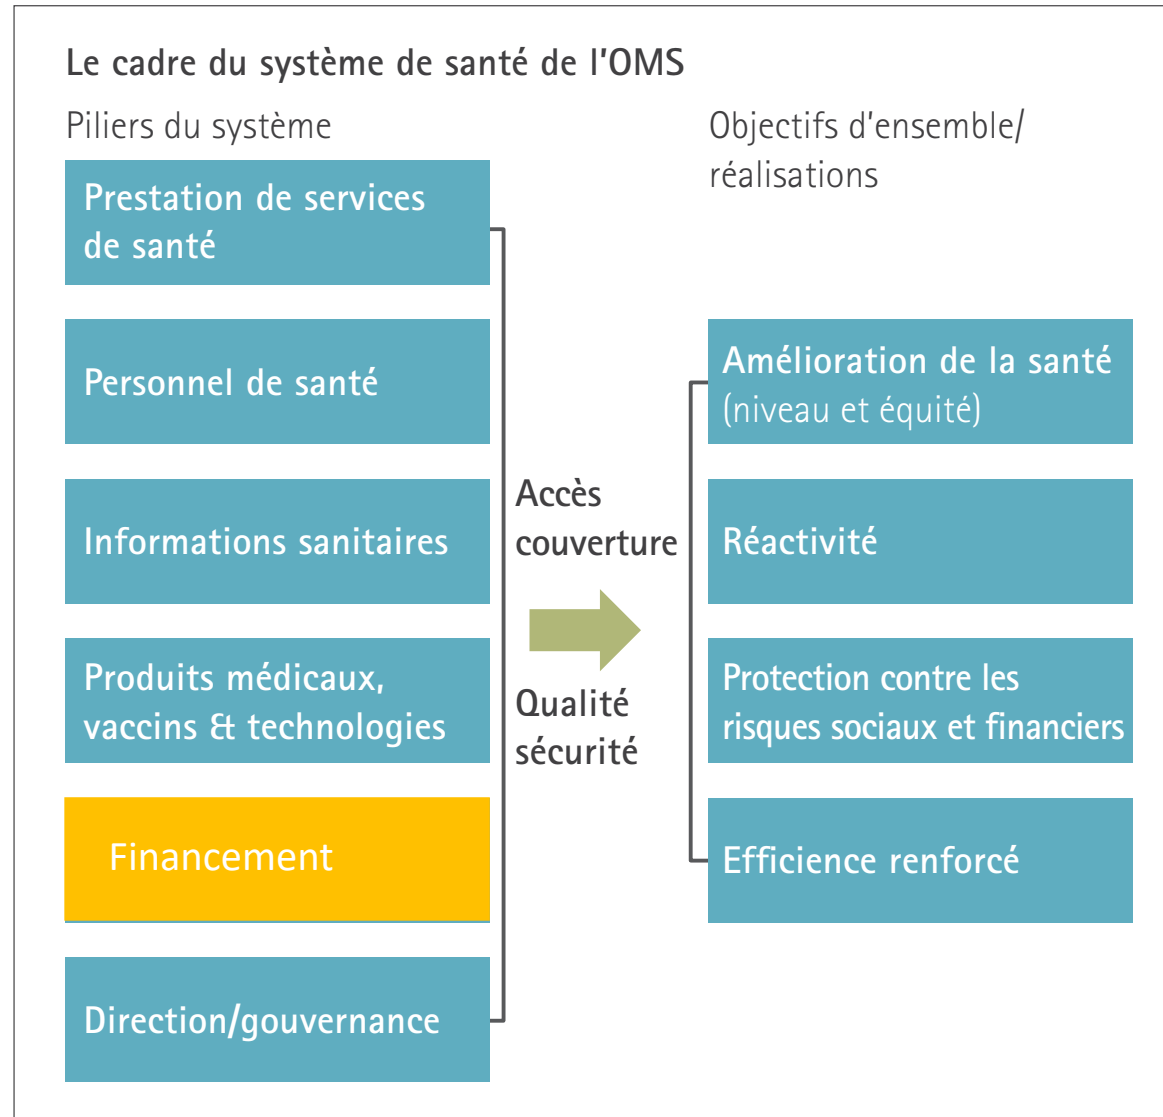 Le cadre du système de santé de l'OMS
Piliers du système
Prestation de services
de santé
Personnel de santé
Informations sanitaires
Produits médicaux,
vaccins & technologies
Financement
Direction/gouvernance
Accès
couverture
Qualité
sécurité
Objectifs d'ensemble/
réalisations
Amélioration de la santé
(niveau et équité)
Réactivité
Protection contre les
risques sociaux et financiers
Efficience renforcé